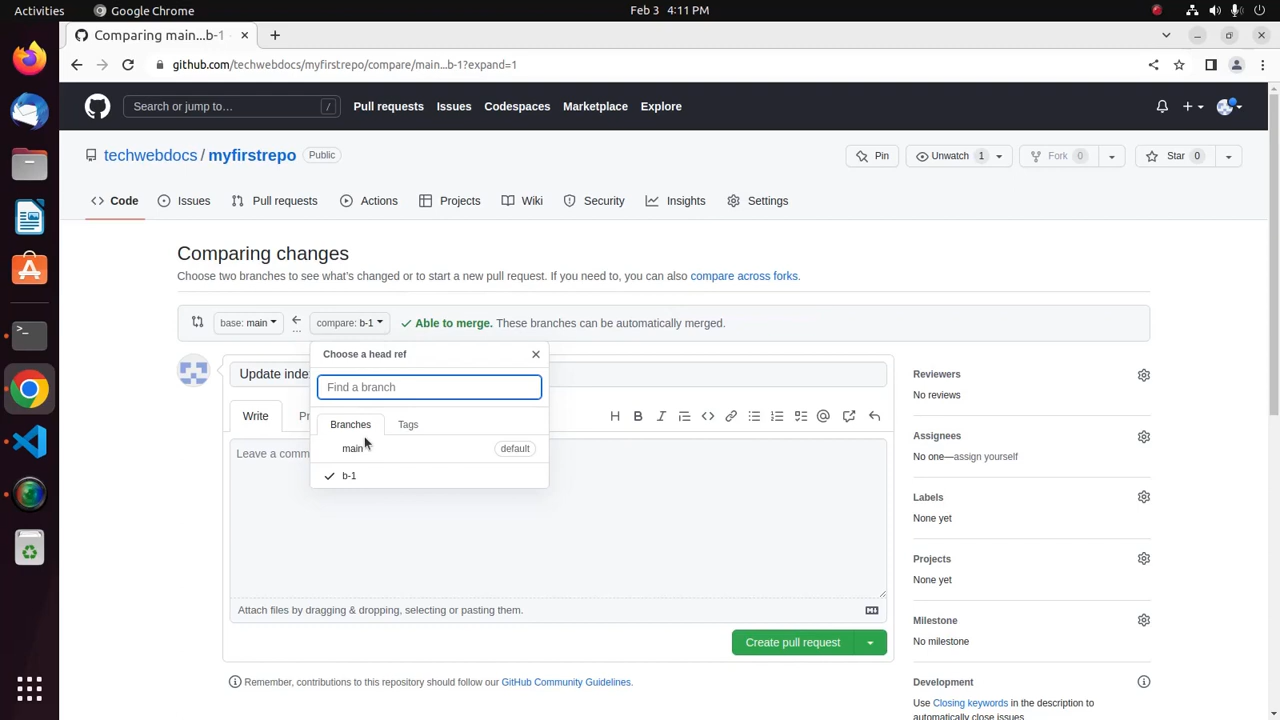 Activities
Google Chrome
Feb 3 4:11 PM
Comparing main...b-1 ·
github.com/techwebdocs/myfirstrepo/compare/main...b-1?expand=1
Search or jump to… /
Pull requests
Issues
Codespaces
Marketplace
Explore
techwebdocs / myfirstrepo Public
Pin
Unwatch 1
Fork 0
Star 0
Code
Issues
Pull requests
Actions
Projects
Wiki
Security
Insights
Settings
Comparing changes
Choose two branches to see what's changed or to start a new pull request. If you need to, you can also compare across forks.
base: main
...
compare: b-1
Able to merge. These branches can be automatically merged.
Choose a head ref
Find a branch
Branches
Tags
main
default
b-1
Update inde
Write
Pr
Leave a comm
Attach files by dragging & dropping, selecting or pasting them.
Create pull request
Remember, contributions to this repository should follow our GitHub Community Guidelines.
Reviewers
No reviews
Assignees
No one—assign yourself
Labels
None yet
Projects
None yet
Milestone
No milestone
Development
Use Closing keywords in the description to
automatically close issues